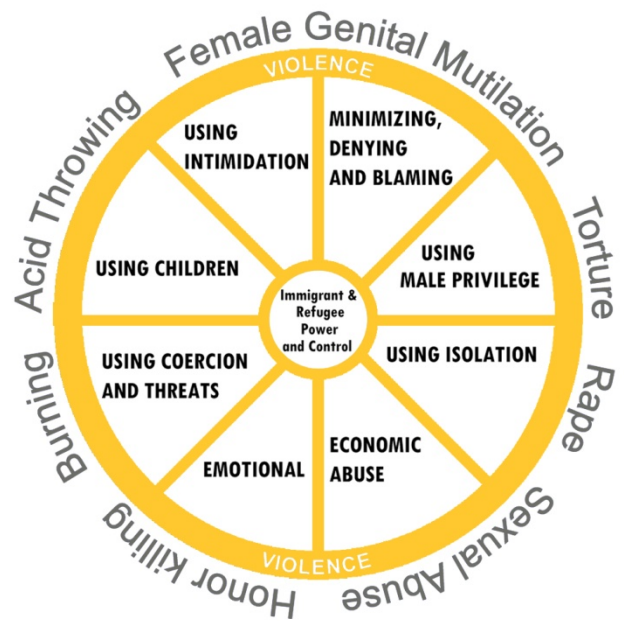 Female Genital Mutilation
Torture
Rape
Sexual Abuse
Honor Killing
Burning
Acid Throwing
VIOLENCE
MINIMIZING,
DENYING
AND BLAMING
USING
MALE PRIVILEGE
USING ISOLATION
ECONOMIC
ABUSE
EMOTIONAL
USING COERCION
AND THREATS
USING CHILDREN
USING
INTIMIDATION
Immigrant &
Refugee
Power
and Control
VIOLENCE